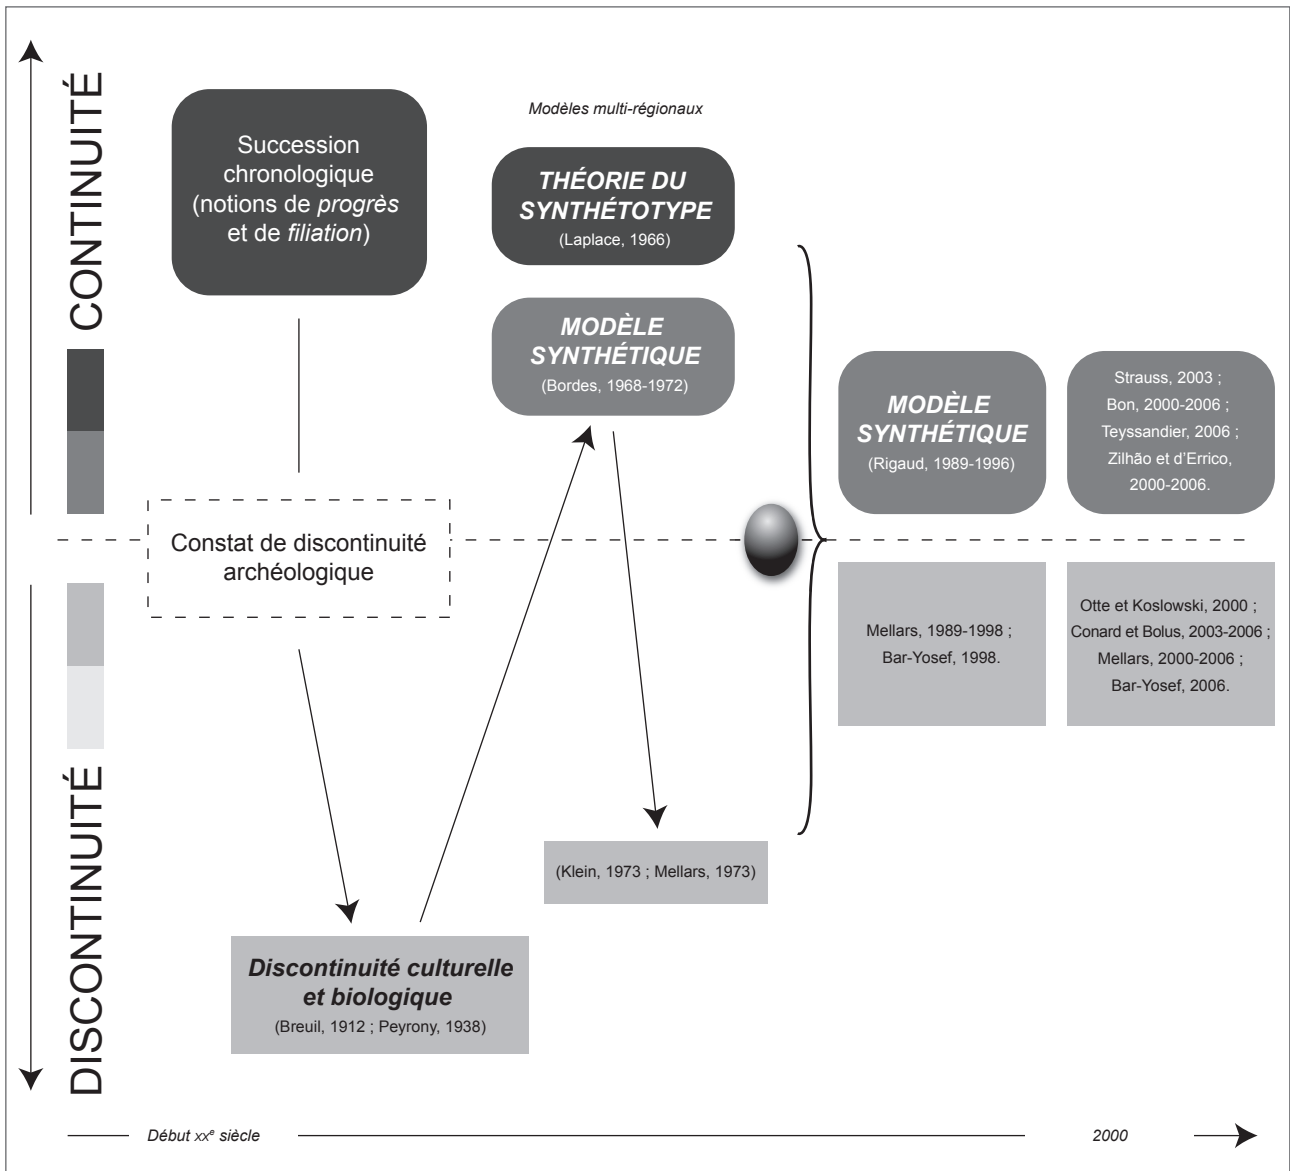 CONTINUITÉ
DISCONTINUITÉ
Succession
chronologique
(notions de progrès
et de filiation)
Constat de discontinuité
archéologique
Discontinuité culturelle
et biologique
(Breuil, 1912 ; Peyrony, 1938)
Modèles multi-régionaux
THÉORIE DU
SYNTHÉTOTYPE
(Laplace, 1966)
MODÈLE
SYNTHÉTIQUE
(Bordes, 1968-1972)
(Klein, 1973 ; Mellars, 1973)
MODÈLE
SYNTHÉTIQUE
(Rigaud, 1989-1996)
Mellars, 1989-1998 ;
Bar-Yosef, 1998.
Strauss, 2003 ;
Bon, 2000-2006 ;
Teyssandier, 2006 ;
Zilhão et d’Errico,
2000-2006.
Otte et Koslowski, 2000 ;
Conard et Bolus, 2003-2006 ;
Mellars, 2000-2006 ;
Bar-Yosef, 2006.
Début XXe siècle
2000